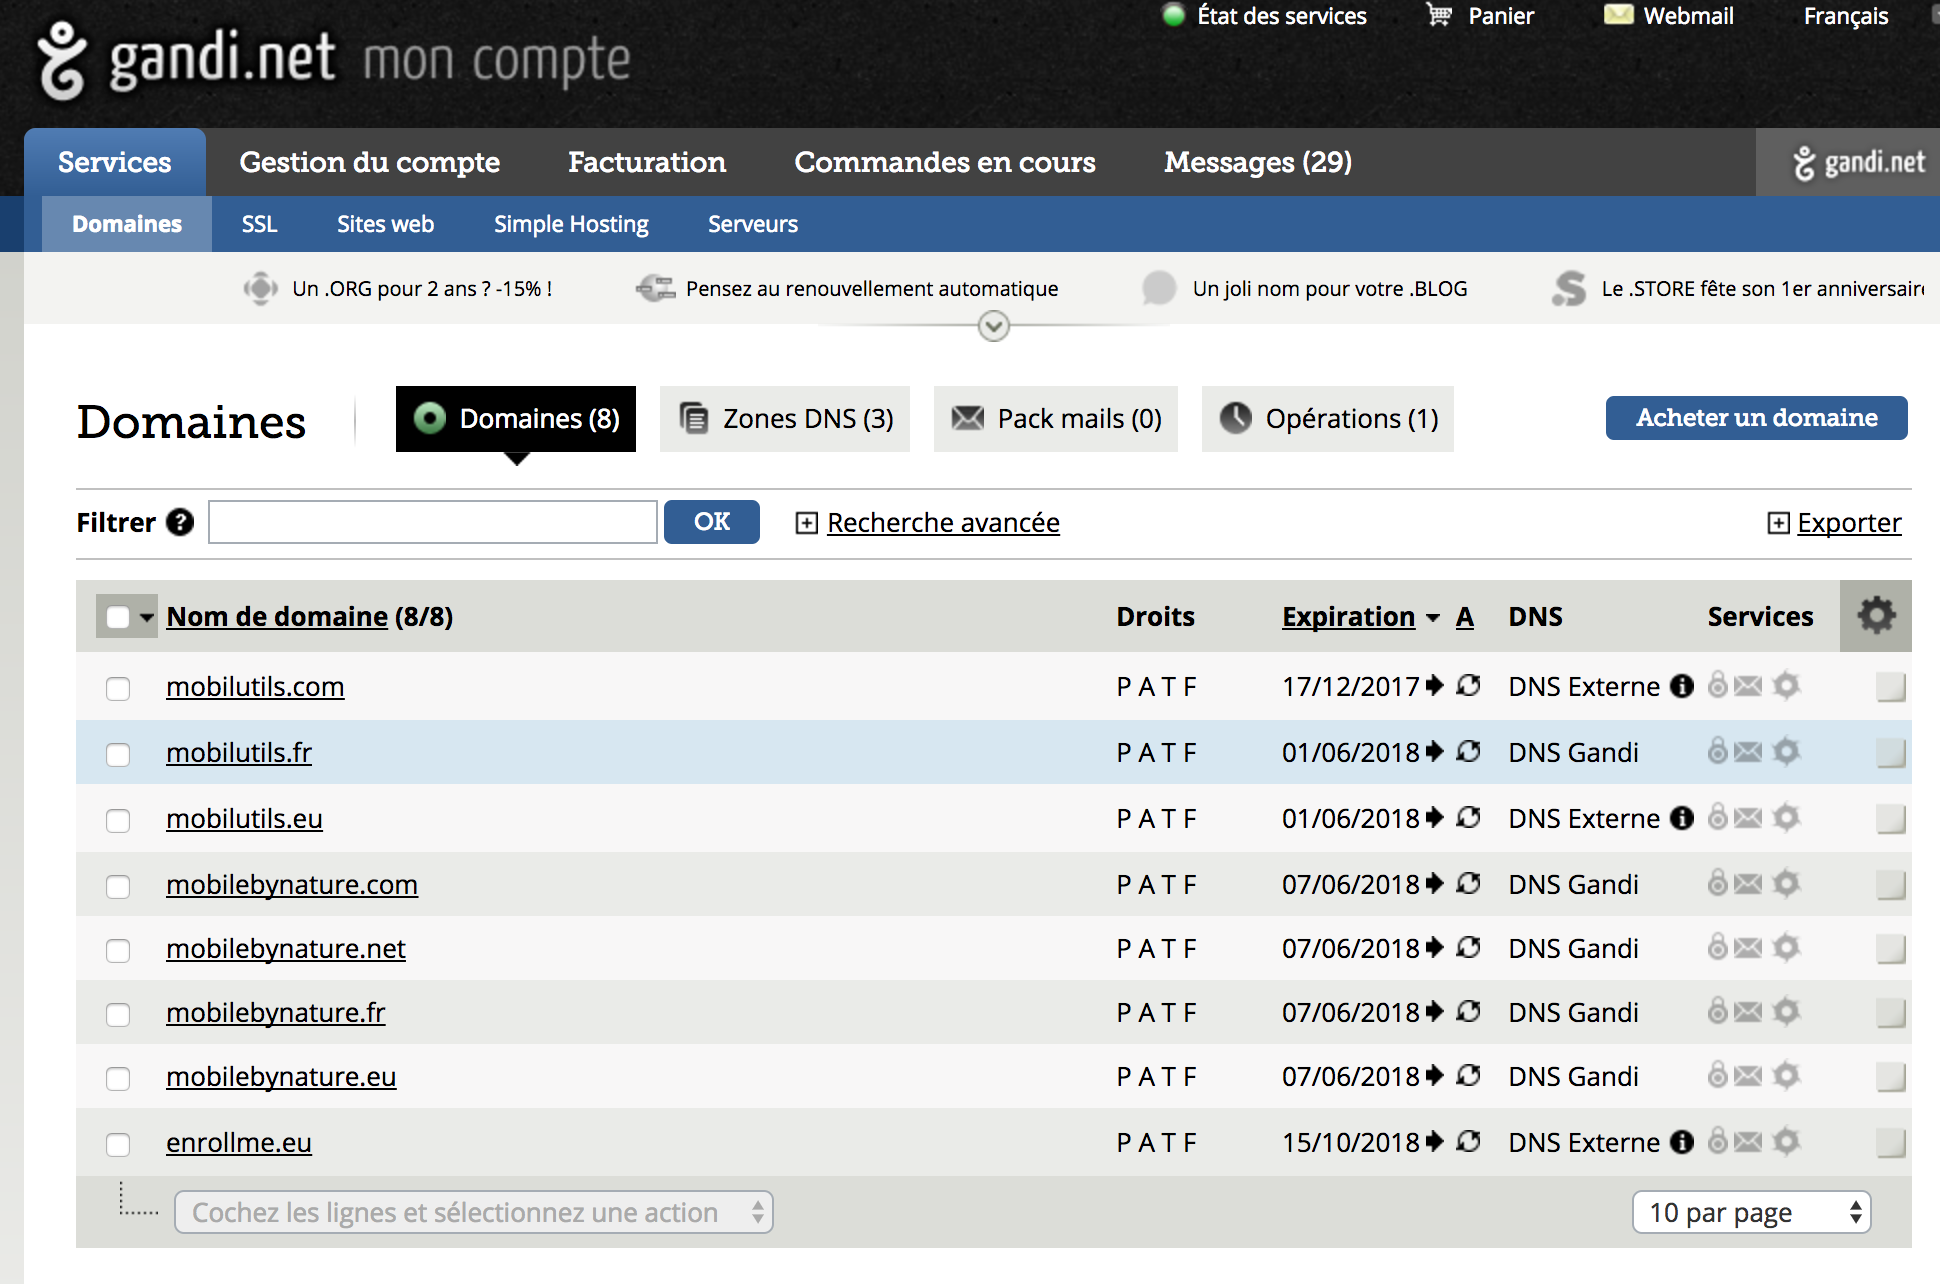 État des services Panier Webmail Français
gandi.net mon compte
Services Gestion du compte Facturation Commandes en cours Messages (29) gandi.net
Domaines SSL Sites web Simple Hosting Serveurs
Un .ORG pour 2 ans ? -15% ! Pensez au renouvellement automatique Un joli nom pour votre .BLOG Le .STORE fête son 1er anniversaire
Domaines Domaines (8) Zones DNS (3) Pack mails (0) Opérations (1) Acheter un domaine
Filtrer ? OK Recherche avancée Exporter
Nom de domaine (8/8) Droits Expiration A DNS Services
mobilutils.com P A T F 17/12/2017 DNS Externe
mobilutils.fr P A T F 01/06/2018 DNS Gandi
mobilutils.eu P A T F 01/06/2018 DNS Externe
mobilebynature.com P A T F 07/06/2018 DNS Gandi
mobilebynature.net P A T F 07/06/2018 DNS Gandi
mobilebynature.fr P A T F 07/06/2018 DNS Gandi
mobilebynature.eu P A T F 07/06/2018 DNS Gandi
enrollme.eu P A T F 15/10/2018 DNS Externe
Cochez les lignes et sélectionnez une action 10 par page